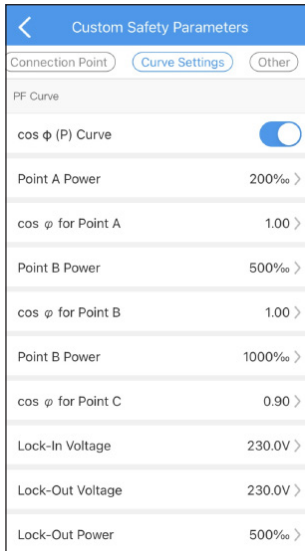 Custom Safety Parameters
Connection Point Curve Settings Other
PF Curve
cos ф (P) Curve
Point A Power 200‰
cos φ for Point A 1.00
Point B Power 500‰
cos φ for Point B 1.00
Point B Power 1000‰
cos φ for Point C 0.90
Lock-In Voltage 230.0V
Lock-Out Voltage 230.0V
Lock-Out Power 500‰